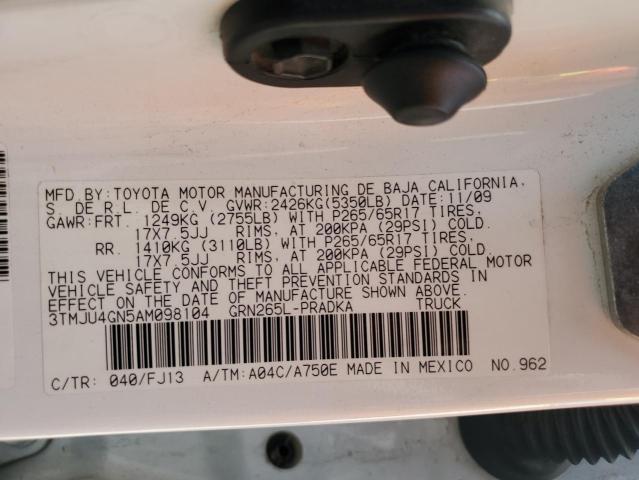 MFD. BY: TOYOTA MOTOR MANUFACTURING DE BAJA CALIFORNIA,
S. DE R.L. DE C.V. GVWR:2426KG(5350LB) DATE:11/09
GAWR:FRT. 1249KG (2755LB) WITH P265/65R17 TIRES,
17X7.5JJ RIMS, AT 200KPA (29PSI) COLD.
RR. 1410KG (3110LB) WITH P265/65R17 TIRES,
17X7.5JJ RIMS, AT 200KPA (29PSI) COLD.
THIS VEHICLE CONFORMS TO ALL APPLICABLE FEDERAL MOTOR
VEHICLE SAFETY AND THEFT PREVENTION STANDARDS IN
EFFECT ON THE DATE OF MANUFACTURE SHOWN ABOVE.
3TMJU4GN5AM098104 GRN265L-PRADKA TRUCK
C/TR: 040/FJ13 A/TM:A04C/A750E MADE IN MEXICO NO.962